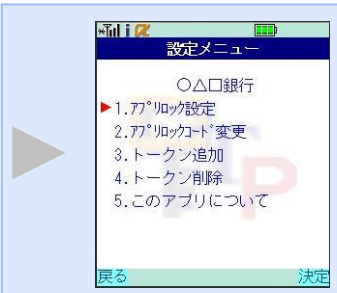 設定メニュー
○△□銀行
1.ｱﾌﾟﾘﾛｯｸ設定
2.ｱﾌﾟﾘﾛｯｸｺｰﾄﾞ変更
3.トークン追加
4.トークン削除
5.このアプリについて
戻る 決定